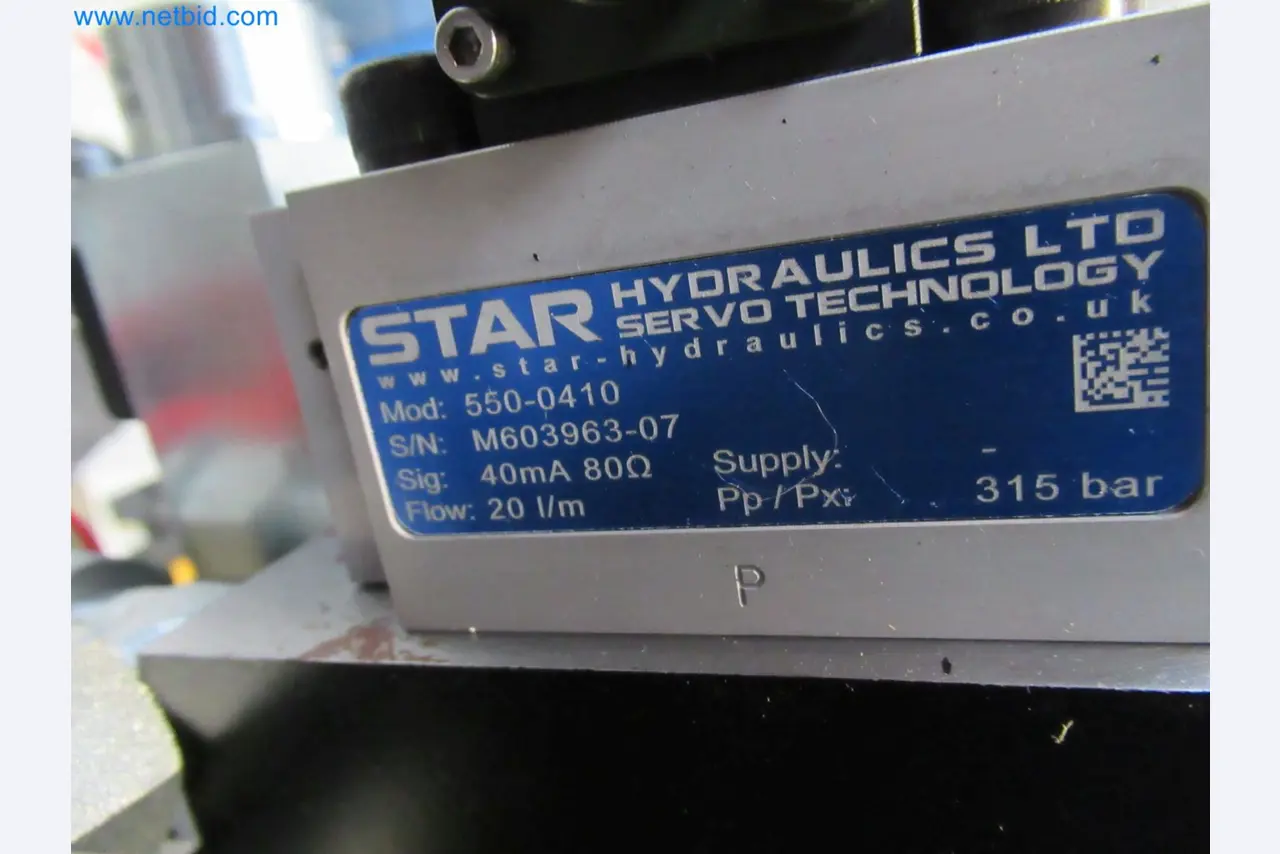 www.netbid.com
STAR HYDRAULICS LTD
SERVO TECHNOLOGY
www.star-hydraulics.co.uk
Mod: 550-0410
S/N: M603963-07
Sig: 40mA 80Ω Supply: -
Flow: 20 l/m Pp / Px: 315 bar
P